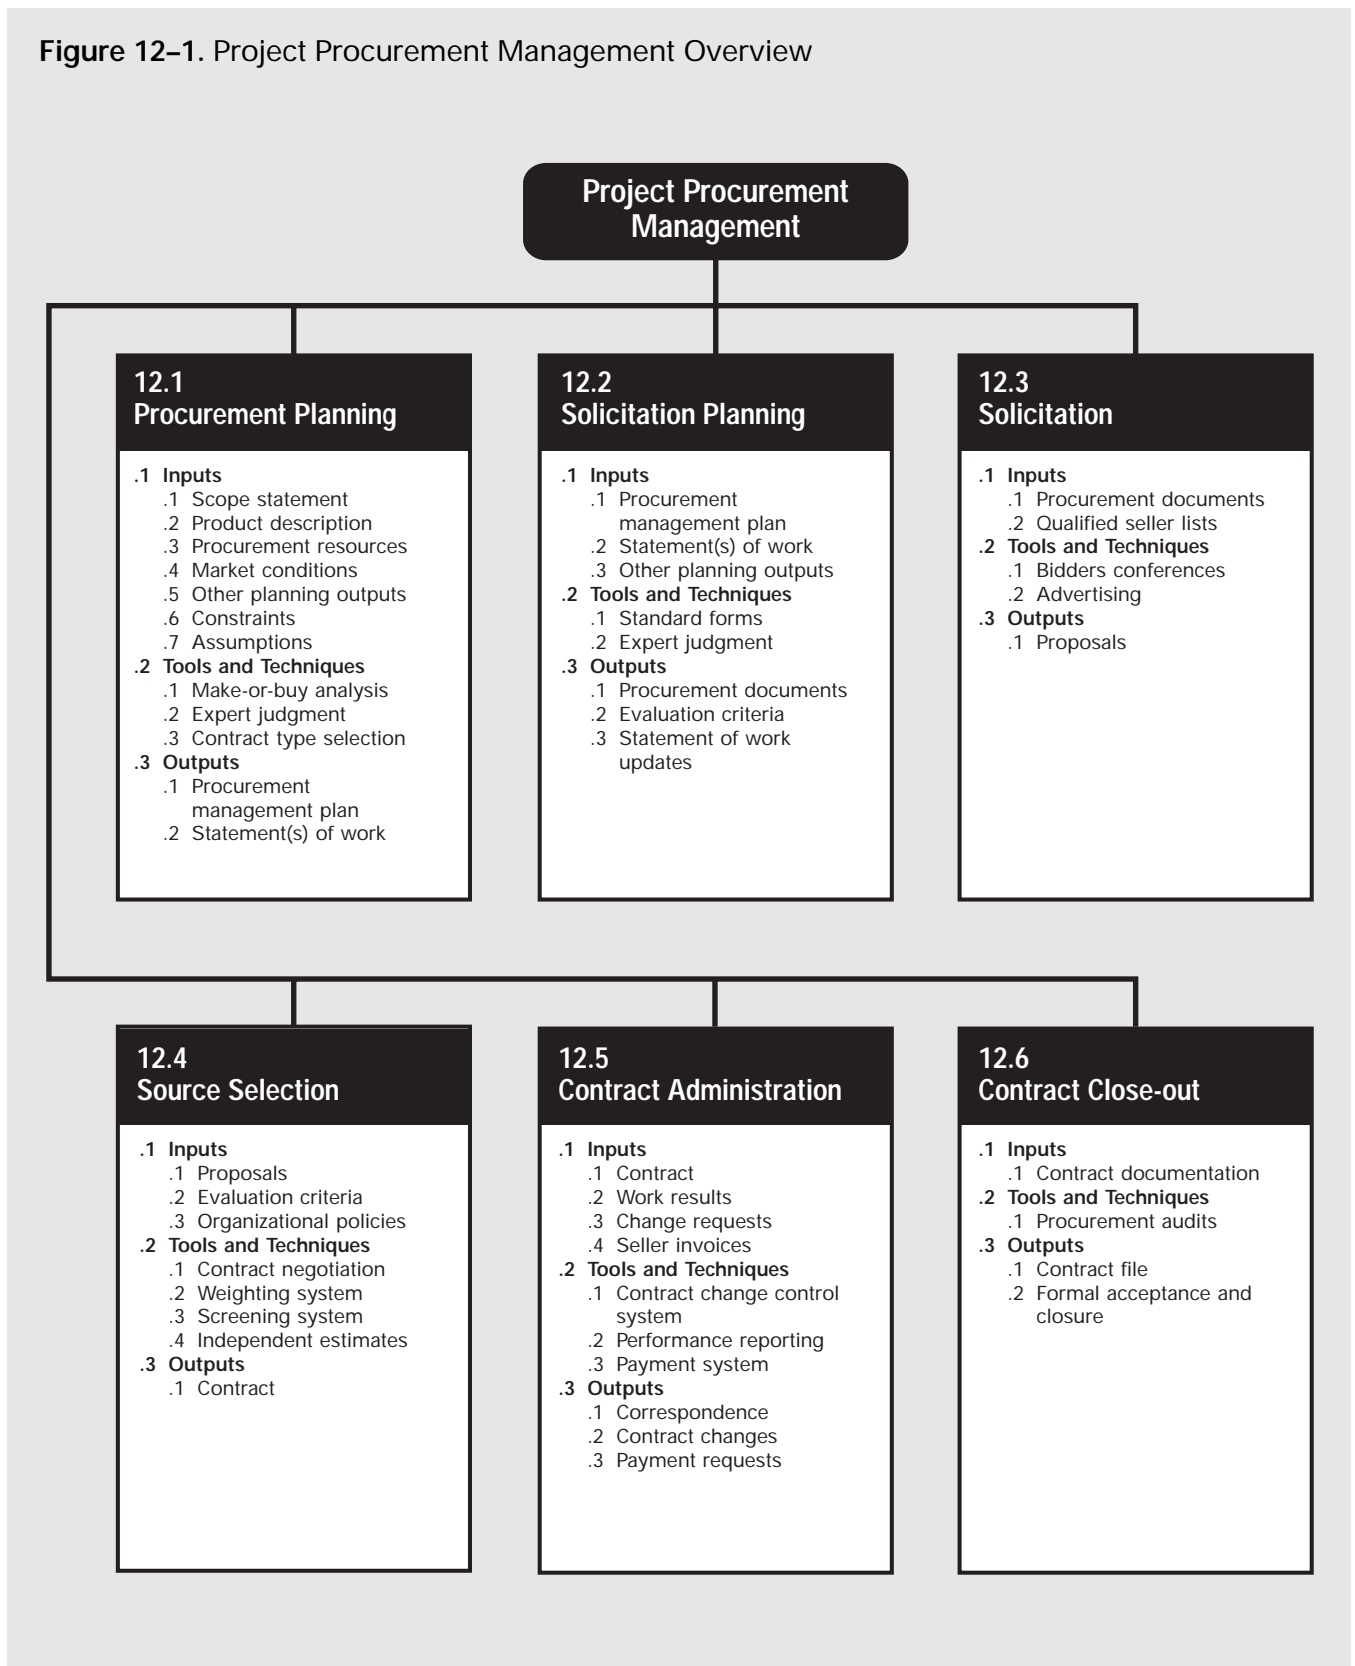 Figure 12–1. Project Procurement Management Overview
Project Procurement
Management
12.1
Procurement Planning
.1 Inputs
.1 Scope statement
.2 Product description
.3 Procurement resources
.4 Market conditions
.5 Other planning outputs
.6 Constraints
.7 Assumptions
.2 Tools and Techniques
.1 Make-or-buy analysis
.2 Expert judgment
.3 Contract type selection
.3 Outputs
.1 Procurement
management plan
.2 Statement(s) of work
12.2
Solicitation Planning
.1 Inputs
.1 Procurement
management plan
.2 Statement(s) of work
.3 Other planning outputs
.2 Tools and Techniques
.1 Standard forms
.2 Expert judgment
.3 Outputs
.1 Procurement documents
.2 Evaluation criteria
.3 Statement of work
updates
12.3
Solicitation
.1 Inputs
.1 Procurement documents
.2 Qualified seller lists
.2 Tools and Techniques
.1 Bidders conferences
.2 Advertising
.3 Outputs
.1 Proposals
12.4
Source Selection
.1 Inputs
.1 Proposals
.2 Evaluation criteria
.3 Organizational policies
.2 Tools and Techniques
.1 Contract negotiation
.2 Weighting system
.3 Screening system
.4 Independent estimates
.3 Outputs
.1 Contract
12.5
Contract Administration
.1 Inputs
.1 Contract
.2 Work results
.3 Change requests
.4 Seller invoices
.2 Tools and Techniques
.1 Contract change control
system
.2 Performance reporting
.3 Payment system
.3 Outputs
.1 Correspondence
.2 Contract changes
.3 Payment requests
12.6
Contract Close-out
.1 Inputs
.1 Contract documentation
.2 Tools and Techniques
.1 Procurement audits
.3 Outputs
.1 Contract file
.2 Formal acceptance and
closure